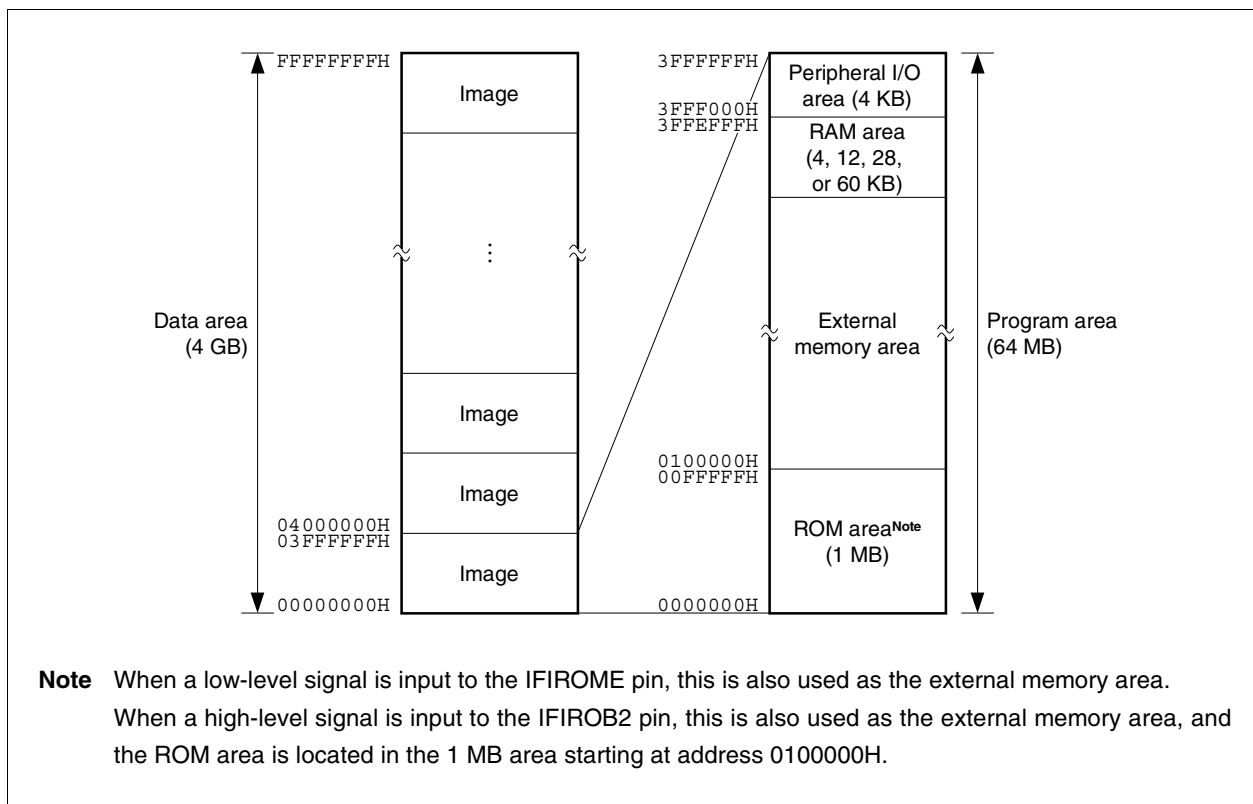 FFFFFFFFH
Image
⋮
Image
Image
04000000H
03FFFFFFH
Image
00000000H
Data area
(4 GB)
3FFFFFFH
Peripheral I/O
area (4 KB)
3FFF000H
3FFEFFFH
RAM area
(4, 12, 28,
or 60 KB)
External
memory area
0100000H
00FFFFFH
ROM areaNote
(1 MB)
0000000H
Program area
(64 MB)
Note When a low-level signal is input to the IFIROME pin, this is also used as the external memory area.
When a high-level signal is input to the IFIROB2 pin, this is also used as the external memory area, and
the ROM area is located in the 1 MB area starting at address 0100000H.